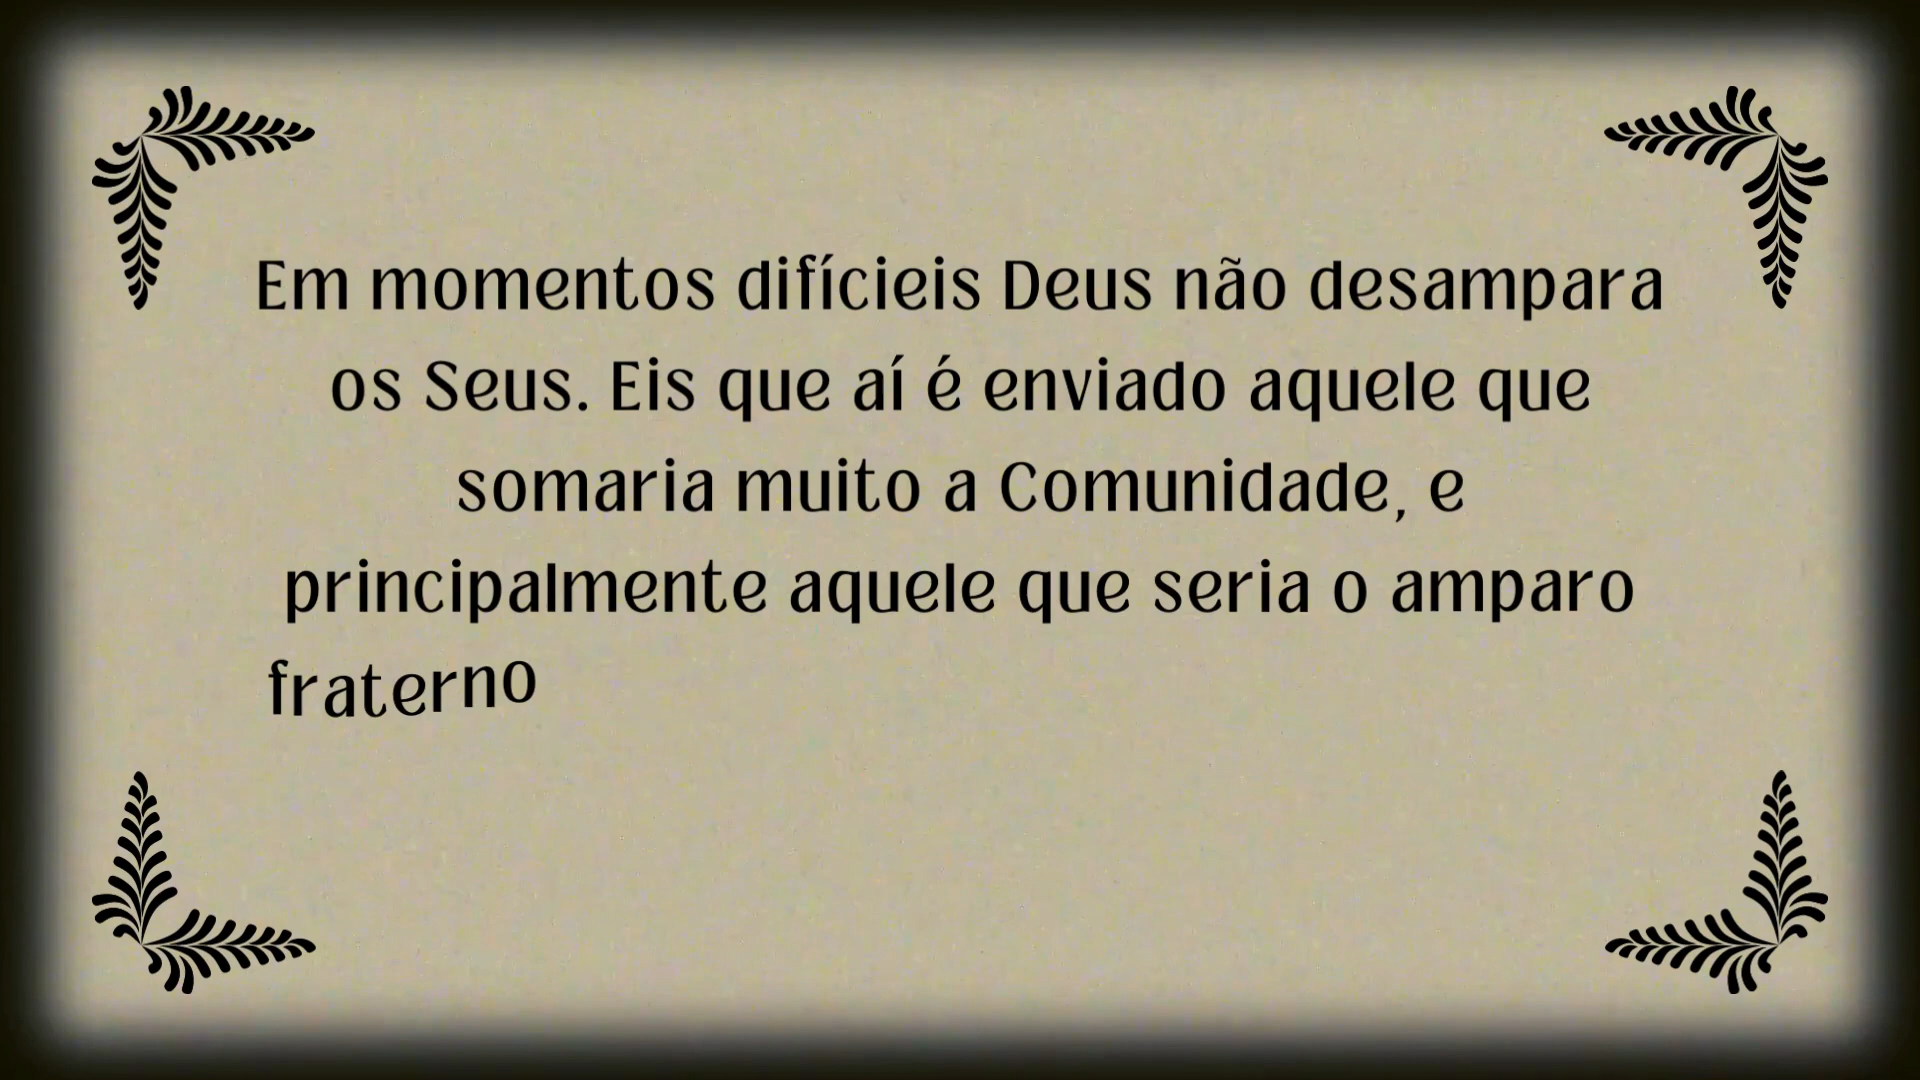 Em momentos difícieis Deus não desampara
os Seus. Eis que aí é enviado aquele que
somaria muito a Comunidade, e
principalmente aquele que seria o amparo
fraterno